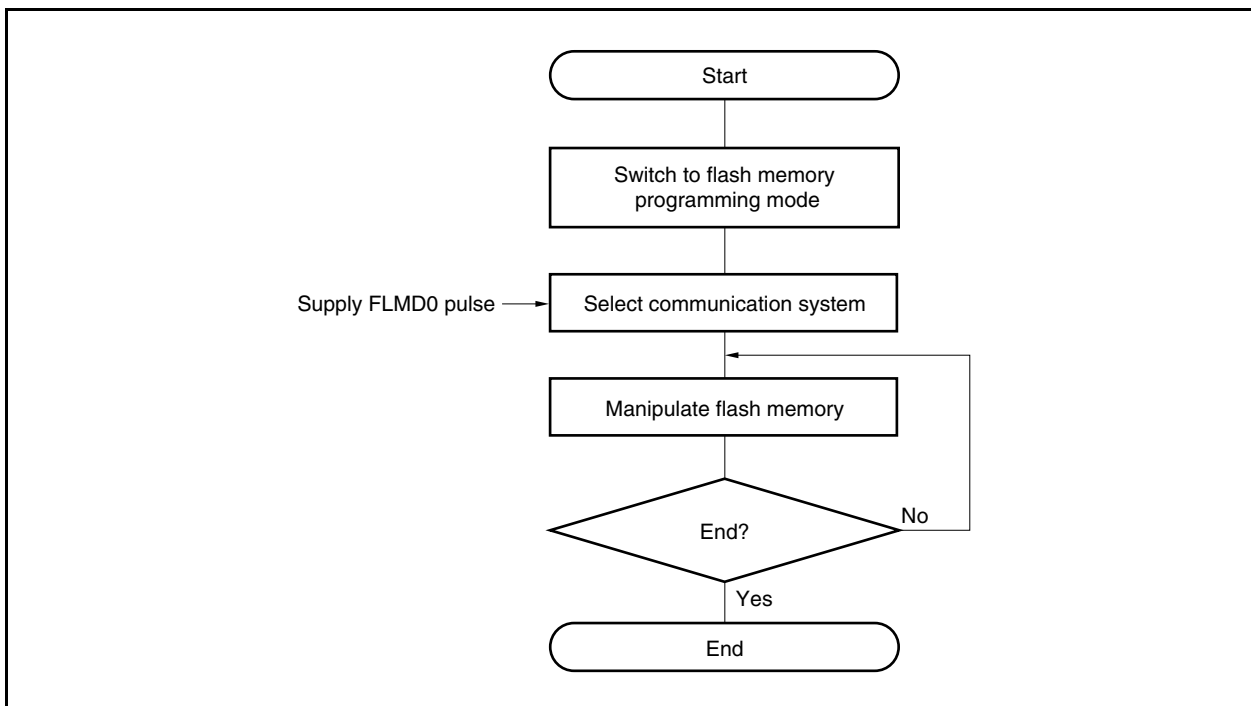 Start
Switch to flash memory
programming mode
Supply FLMD0 pulse
Select communication system
Manipulate flash memory
End?
No
Yes
End